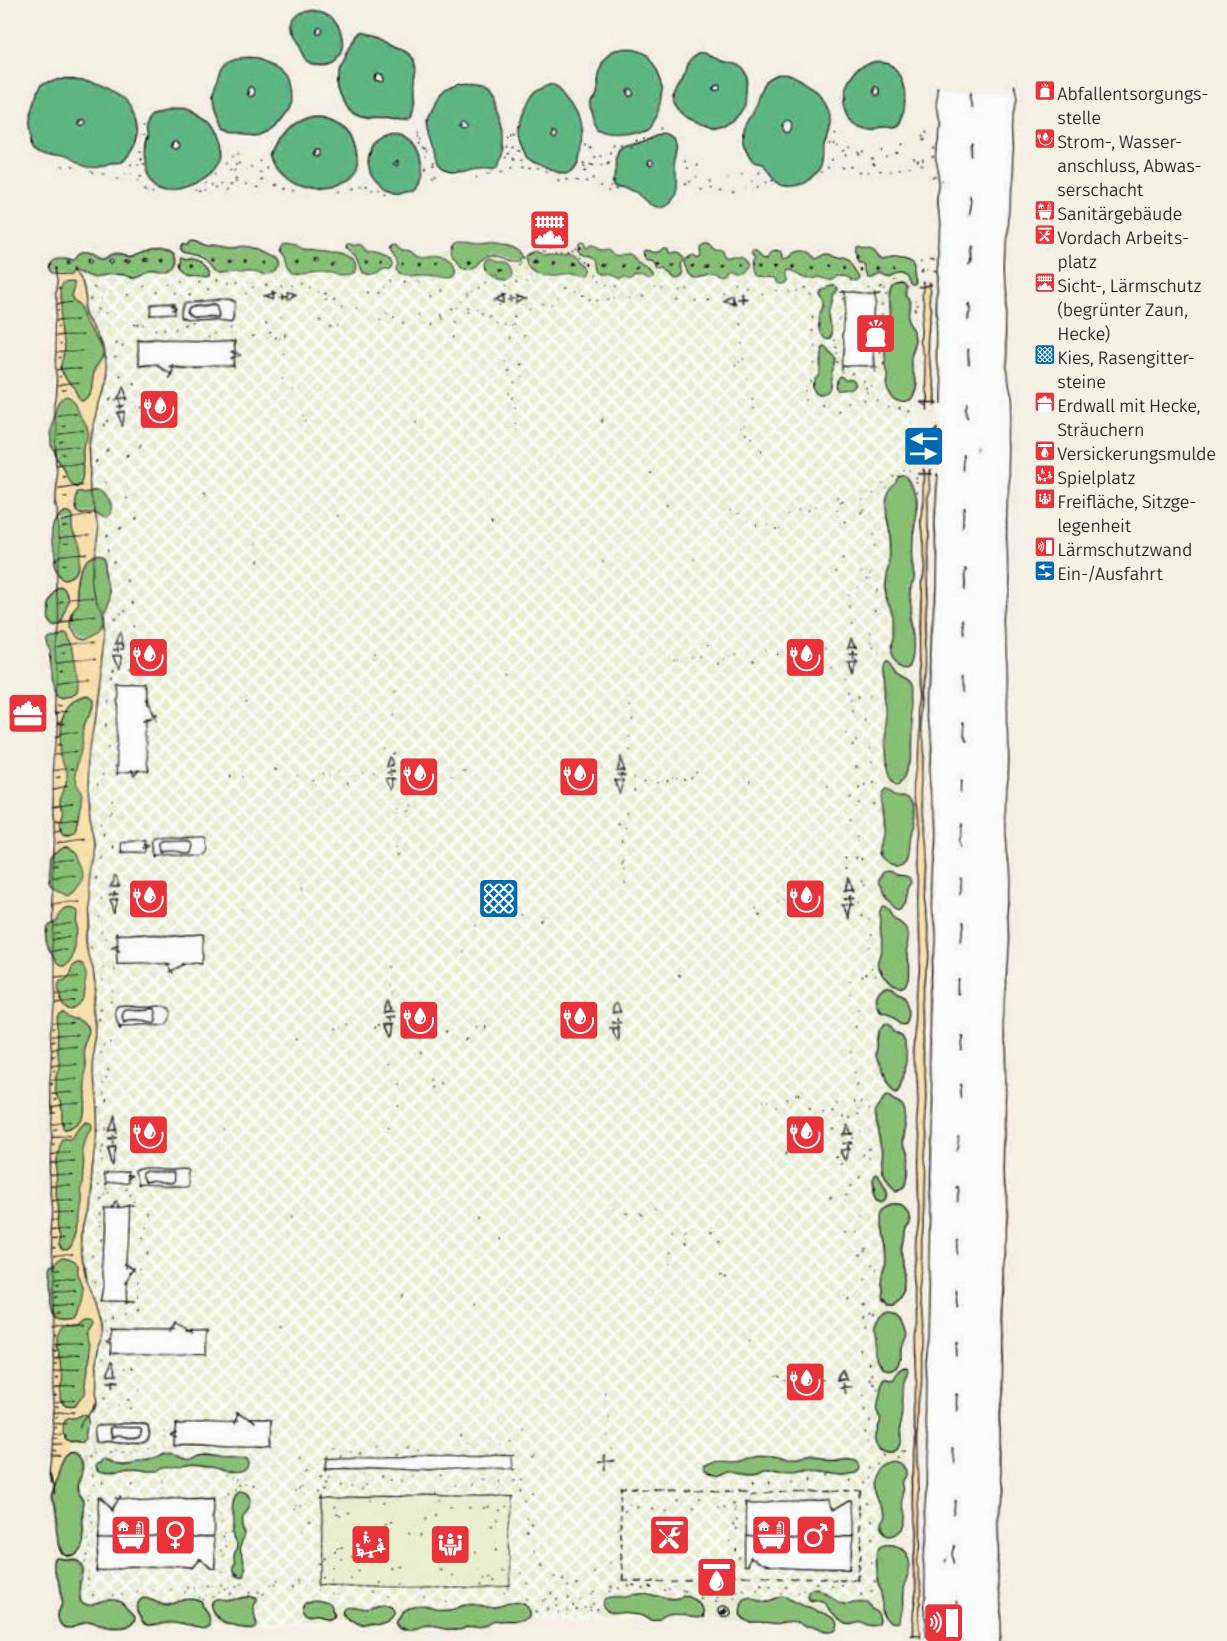 Abfallentsorgungs-
stelle
Strom-, Wasser-
anschluss, Abwas-
serschacht
Sanitärgebäude
Vordach Arbeits-
platz
Sicht-, Lärmschutz
(begrünter Zaun,
Hecke)
Kies, Rasengitter-
steine
Erdwall mit Hecke,
Sträuchern
Versickerungsmulde
Spielplatz
Freifläche, Sitzge-
legenheit
Lärmschutzwand
Ein-/Ausfahrt